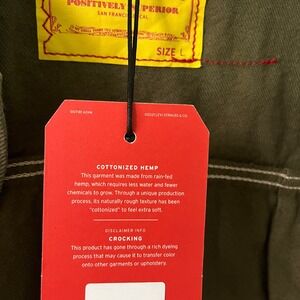 POSITIVELY SUPERIOR
SAN FRANCISCO, CAL.
SIZE L
©LEVI STRAUSS & CO.
COTTONIZED HEMP
This garment was made from rain-fed
hemp, which requires less water and fewer
chemicals to grow. Through a unique production
process, its naturally rough texture has been
"cottonized" to feel extra soft.
DISCLAIMER INFO
CROCKING
This product has gone through a rich dyeing
process that may cause it to transfer color
onto other garments or upholstery.